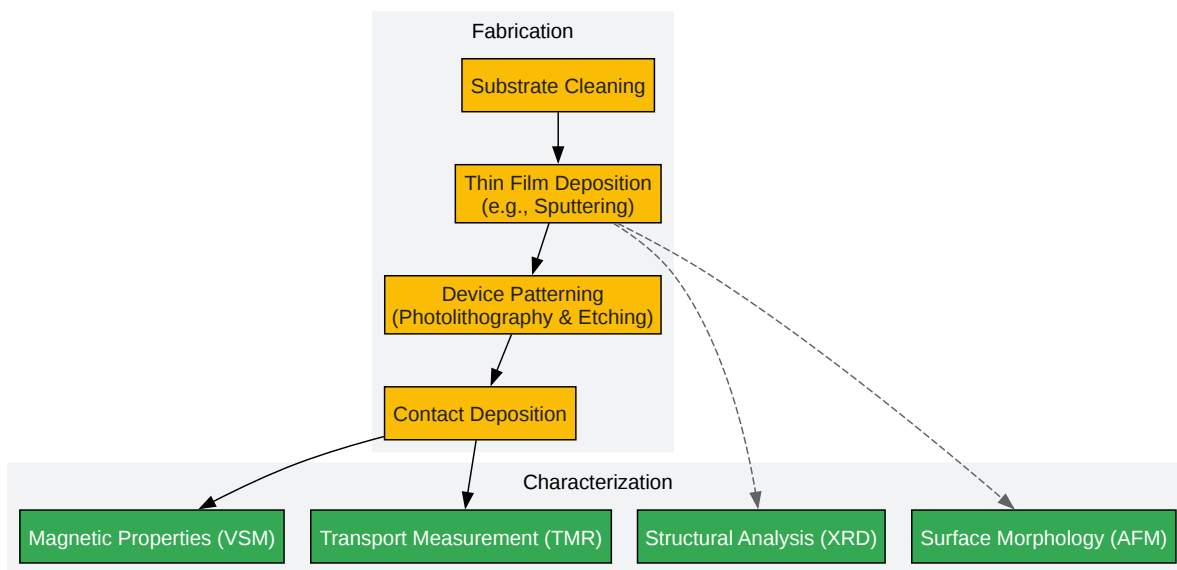 Fabrication
Substrate Cleaning
Thin Film Deposition
(e.g., Sputtering)
Device Patterning
(Photolithography & Etching)
Contact Deposition
Characterization
Magnetic Properties (VSM)
Transport Measurement (TMR)
Structural Analysis (XRD)
Surface Morphology (AFM)